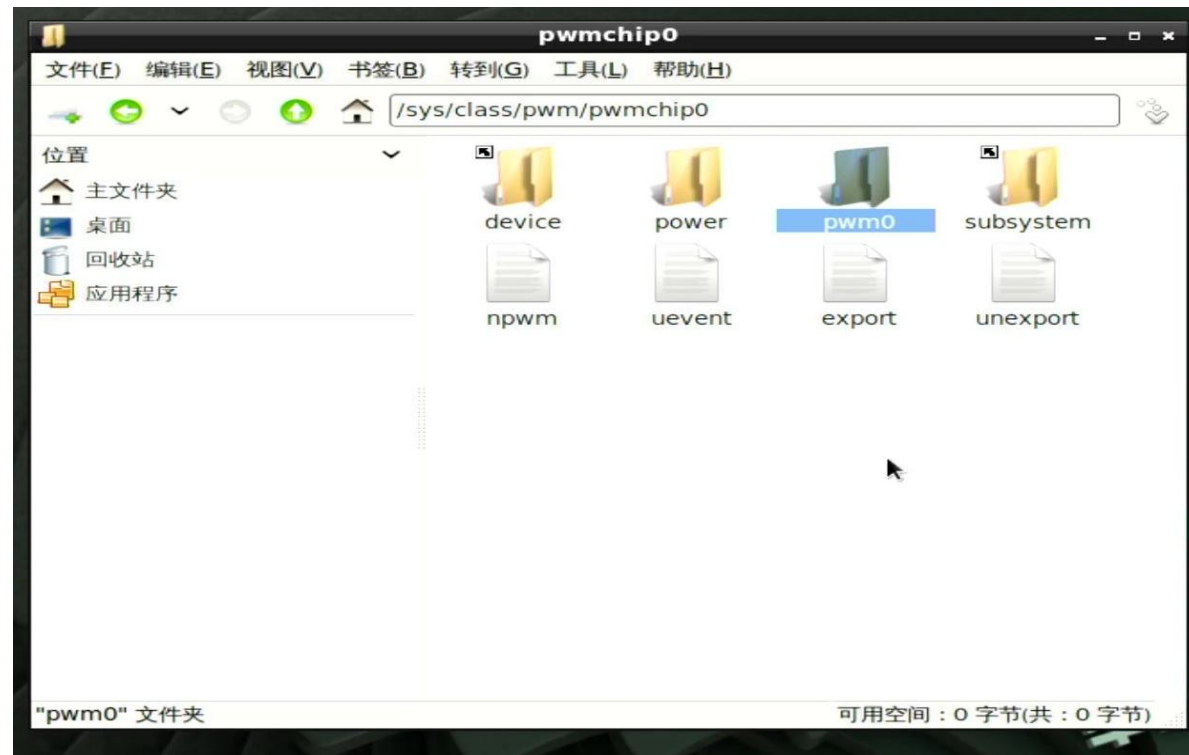 pwmchip0
文件(F) 编辑(E) 视图(V) 书签(B) 转到(G) 工具(L) 帮助(H)
/sys/class/pwm/pwmchip0
位置
主文件夹
桌面
回收站
应用程序
device power pwm0 subsystem
npwm uevent export unexport
"pwm0" 文件夹
可用空间：0 字节(共：0 字节)